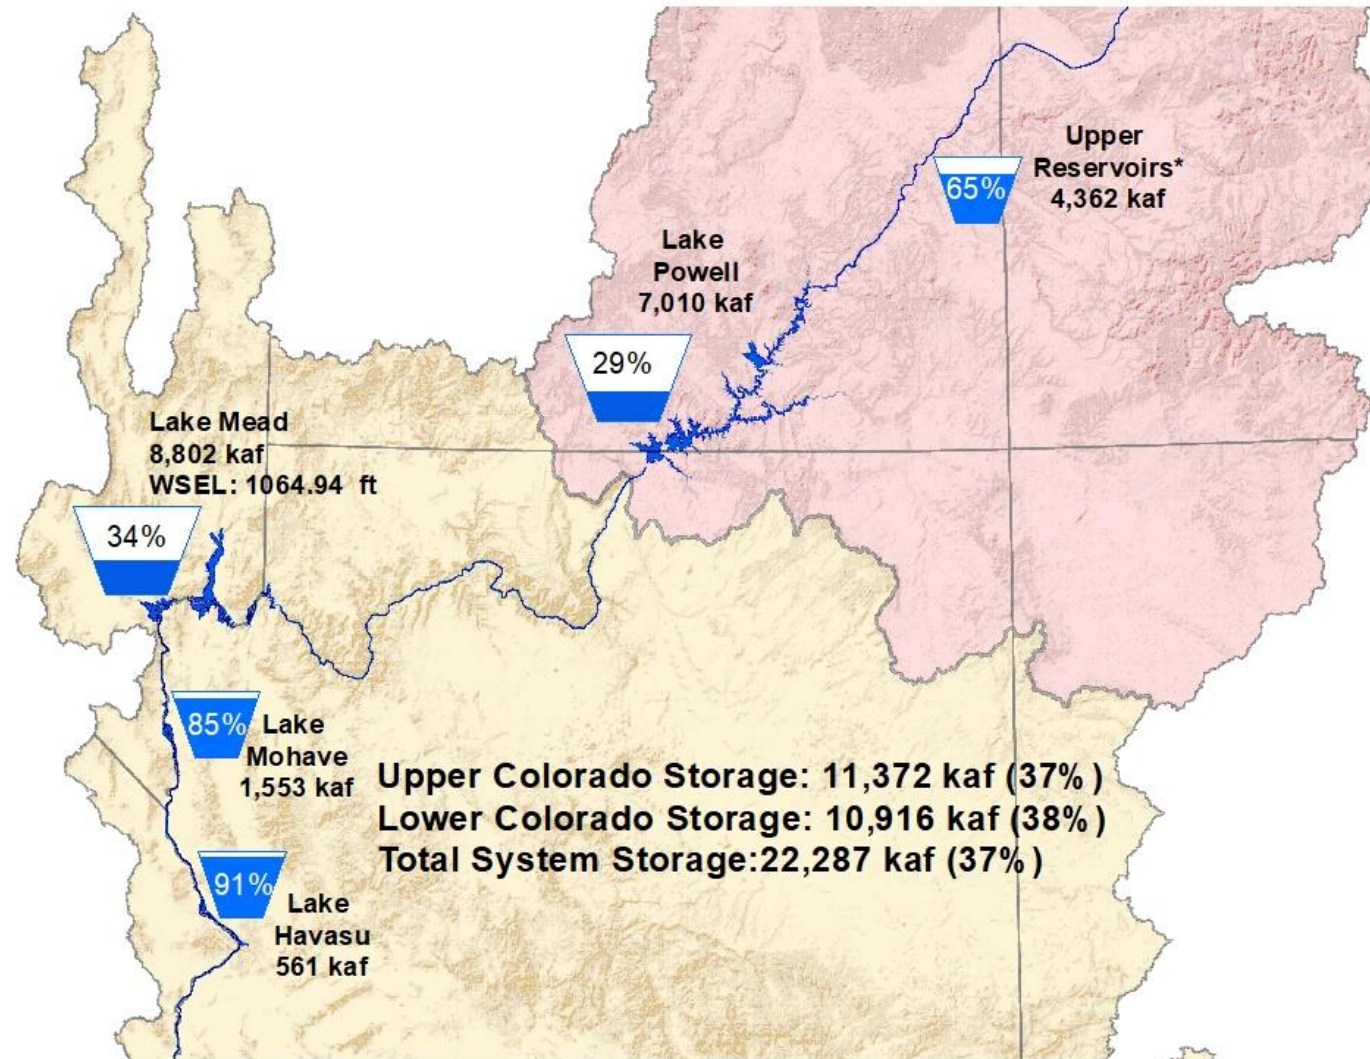 Upper
Reservoirs*
4,362 kaf
65%
Lake
Powell
7,010 kaf
29%
Lake Mead
8,802 kaf
WSEL: 1064.94 ft
34%
85%
Lake
Mohave
1,553 kaf
Upper Colorado Storage: 11,372 kaf (37%)
Lower Colorado Storage: 10,916 kaf (38%)
Total System Storage:22,287 kaf (37%)
91%
Lake
Havasu
561 kaf